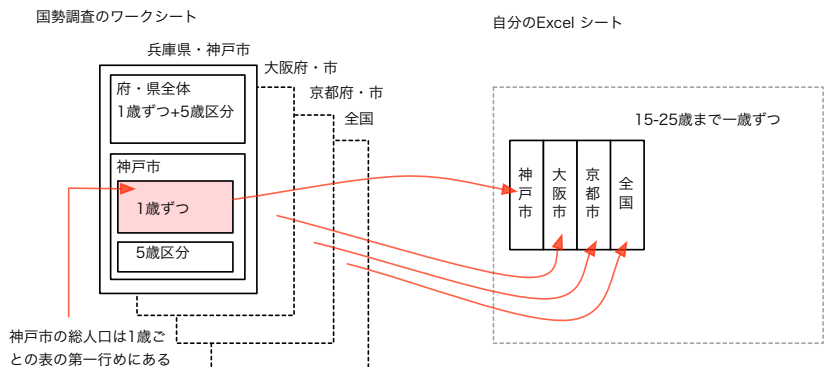 国勢調査のワークシート
自分のExcel シート
兵庫県・神戸市
大阪府・市
京都府・市
全国
府・県全体
1歳ずつ+5歳区分
神戸市
1歳ずつ
5歳区分
神戸市の総人口は1歳ご
との表の第一行めにある
15-25歳まで一歳ずつ
神戸市
大阪市
京都市
全国